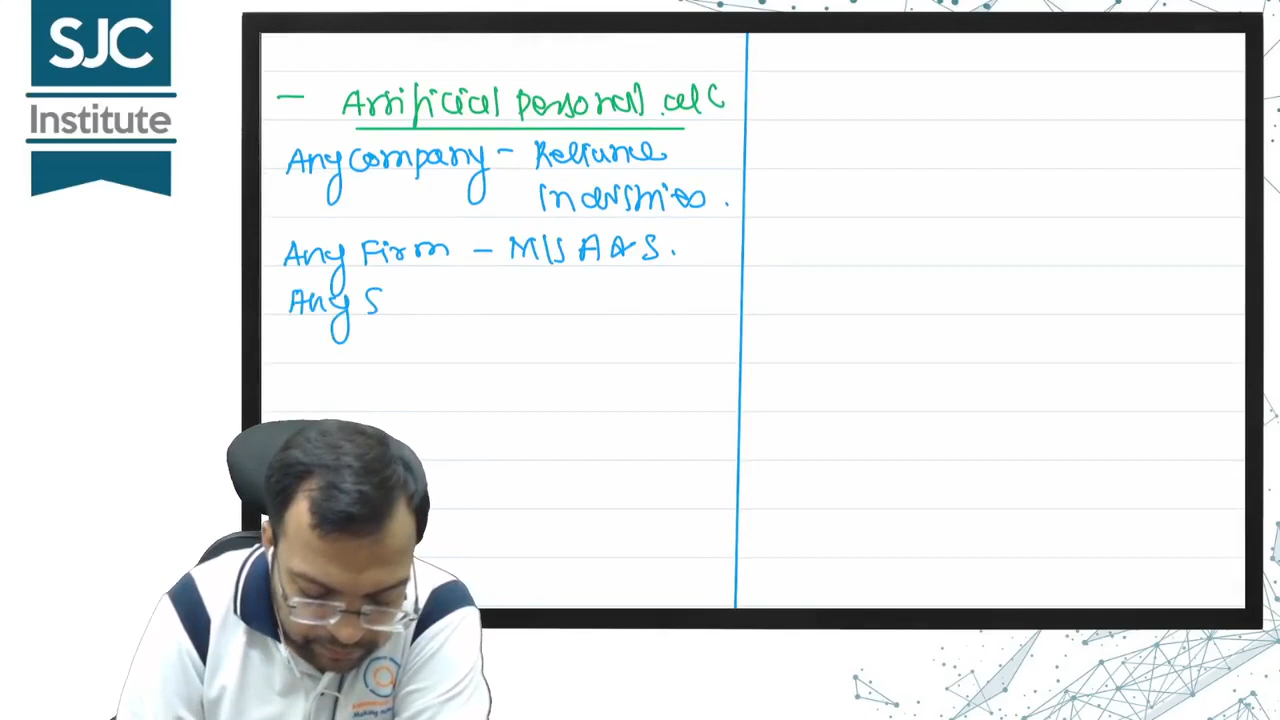 SJC
Institute
– Artificial personal a/c
Any Company – Reliance
Industries.
Any Firm – M/S A & S.
Any S